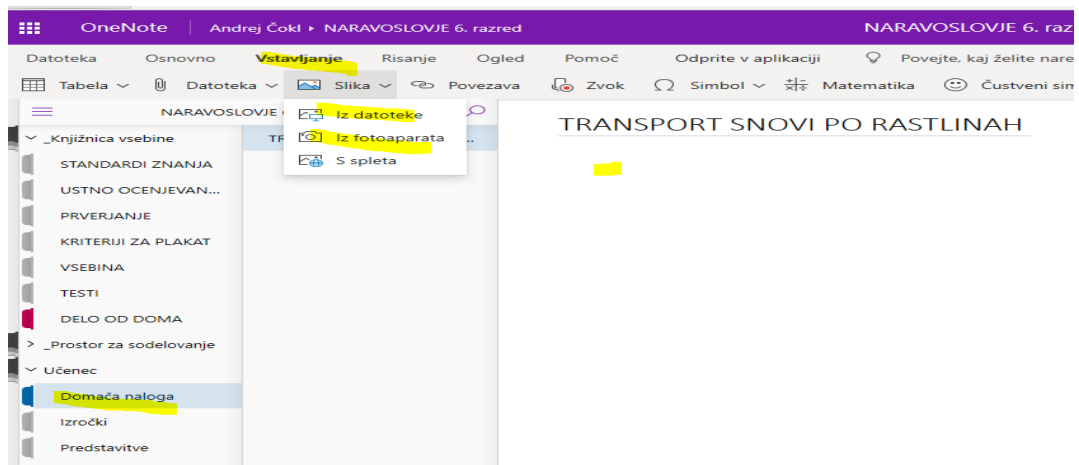 OneNote Andrej Čokl ▸ NARAVOSLOVJE 6. razred NARAVOSLOVJE 6. raz
Datoteka Osnovno Vstavljanje Risanje Ogled Pomoč Odprite v aplikaciji Povejte, kaj želite nare
Tabela Datoteka Slika Povezava Zvok Simbol Matematika Čustveni sim
NARAVOSLOVJE
Iz datoteke
Iz fotoaparata
S spleta
TRANSPORT SNOVI PO RASTLINAH
_Knjižnica vsebine
STANDARDI ZNANJA
USTNO OCENJEVAN...
PRVERJANJE
KRITERIJI ZA PLAKAT
VSEBINA
TESTI
DELO OD DOMA
_Prostor za sodelovanje
Učenec
Domača naloga
Izročki
Predstavitve